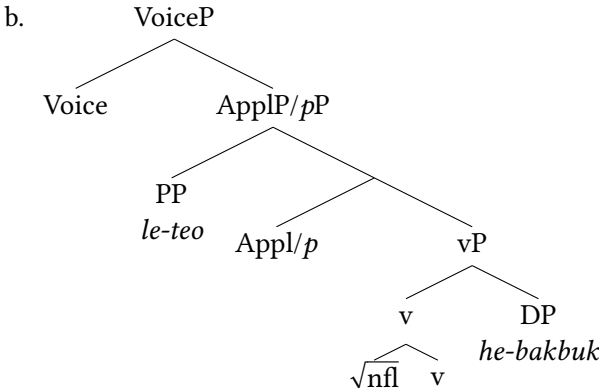 b. VoiceP
Voice ApplP/pP
PP
le-teo Appl/p vP
v DP
he-bakbuk
√nfl v